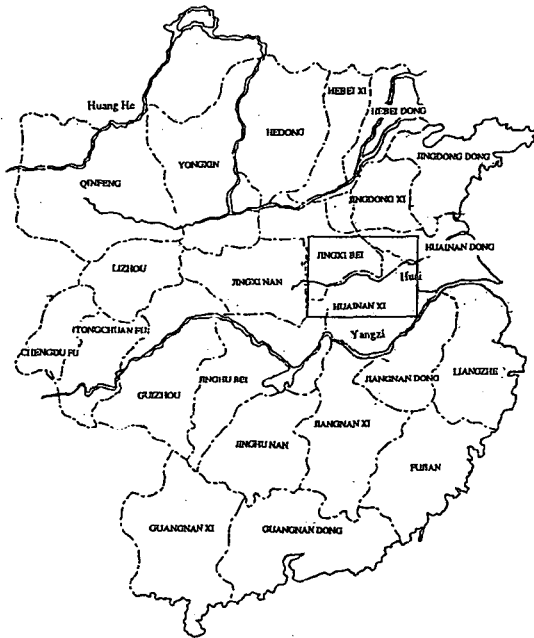 HEBEI XI
Huang He
HEBEI DONG
HEDONG
JINGDONG DONG
YONGXIN
QINFENG
JINGDONG XI
HUAINAN DONG
JINGXI BEI
LIZHOU
Huai
JINGXI NAN
HUAINAN XI
TONGCHUAN FU
Yangzi
CHENGDU FU
JINGHU BEI
JIANGNAN DONG
LIANGZHE
GUIZHOU
JIANGNAN XI
JINGHU NAN
FUJIAN
GUANGNAN XI
GUANGNAN DONG